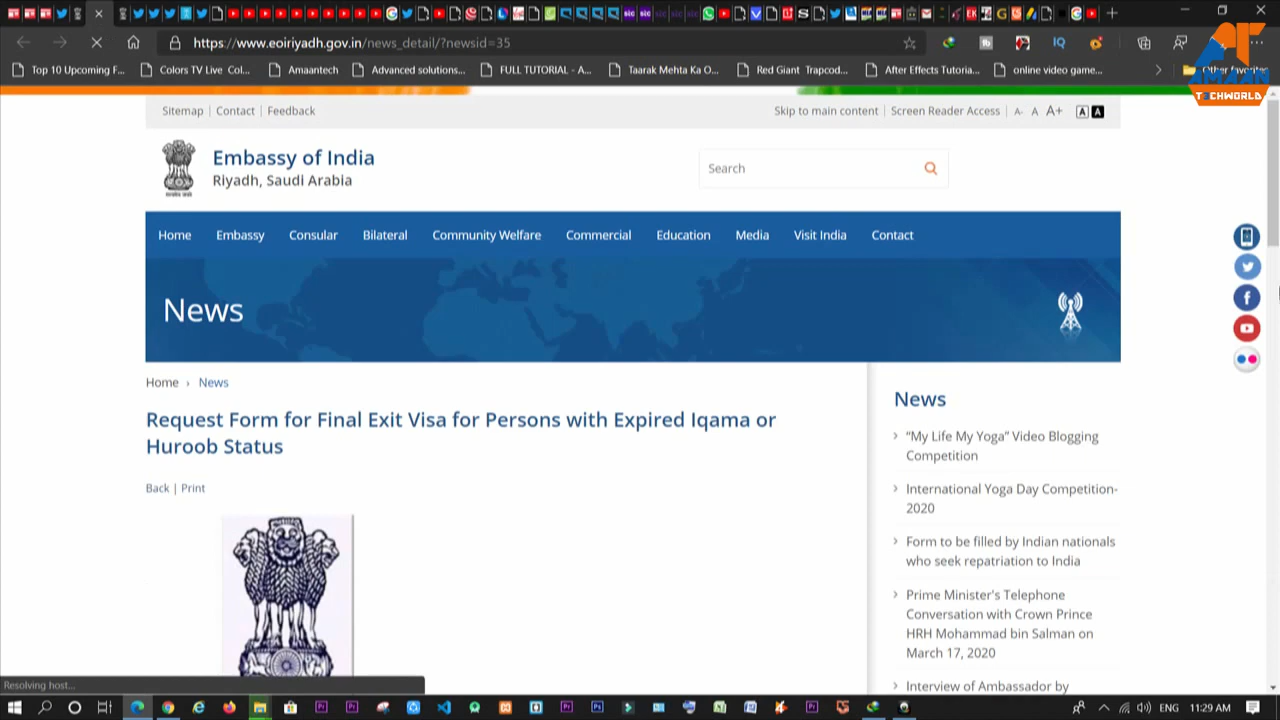 https://www.eoiriyadh.gov.in/news_detail/?newsid=35
Top 10 Upcoming F...
Colors TV Live Col...
Amaantech
Advanced solutions...
FULL TUTORIAL - A...
Taarak Mehta Ka O...
Red Giant Trapcod...
After Effects Tutoria...
online video game...
Other favorites
AMAAN
TECHWORLD
Sitemap | Contact | Feedback
Skip to main content | Screen Reader Access | A- A A+ A A
Embassy of India
Riyadh, Saudi Arabia
Search
Home Embassy Consular Bilateral Community Welfare Commercial Education Media Visit India Contact
News
Home › News
Request Form for Final Exit Visa for Persons with Expired Iqama or
Huroob Status
Back | Print
News
“My Life My Yoga” Video Blogging
Competition
International Yoga Day Competition-
2020
Form to be filled by Indian nationals
who seek repatriation to India
Prime Minister's Telephone
Conversation with Crown Prince
HRH Mohammad bin Salman on
March 17, 2020
Interview of Ambassador by
Resolving host...
ENG 11:29 AM